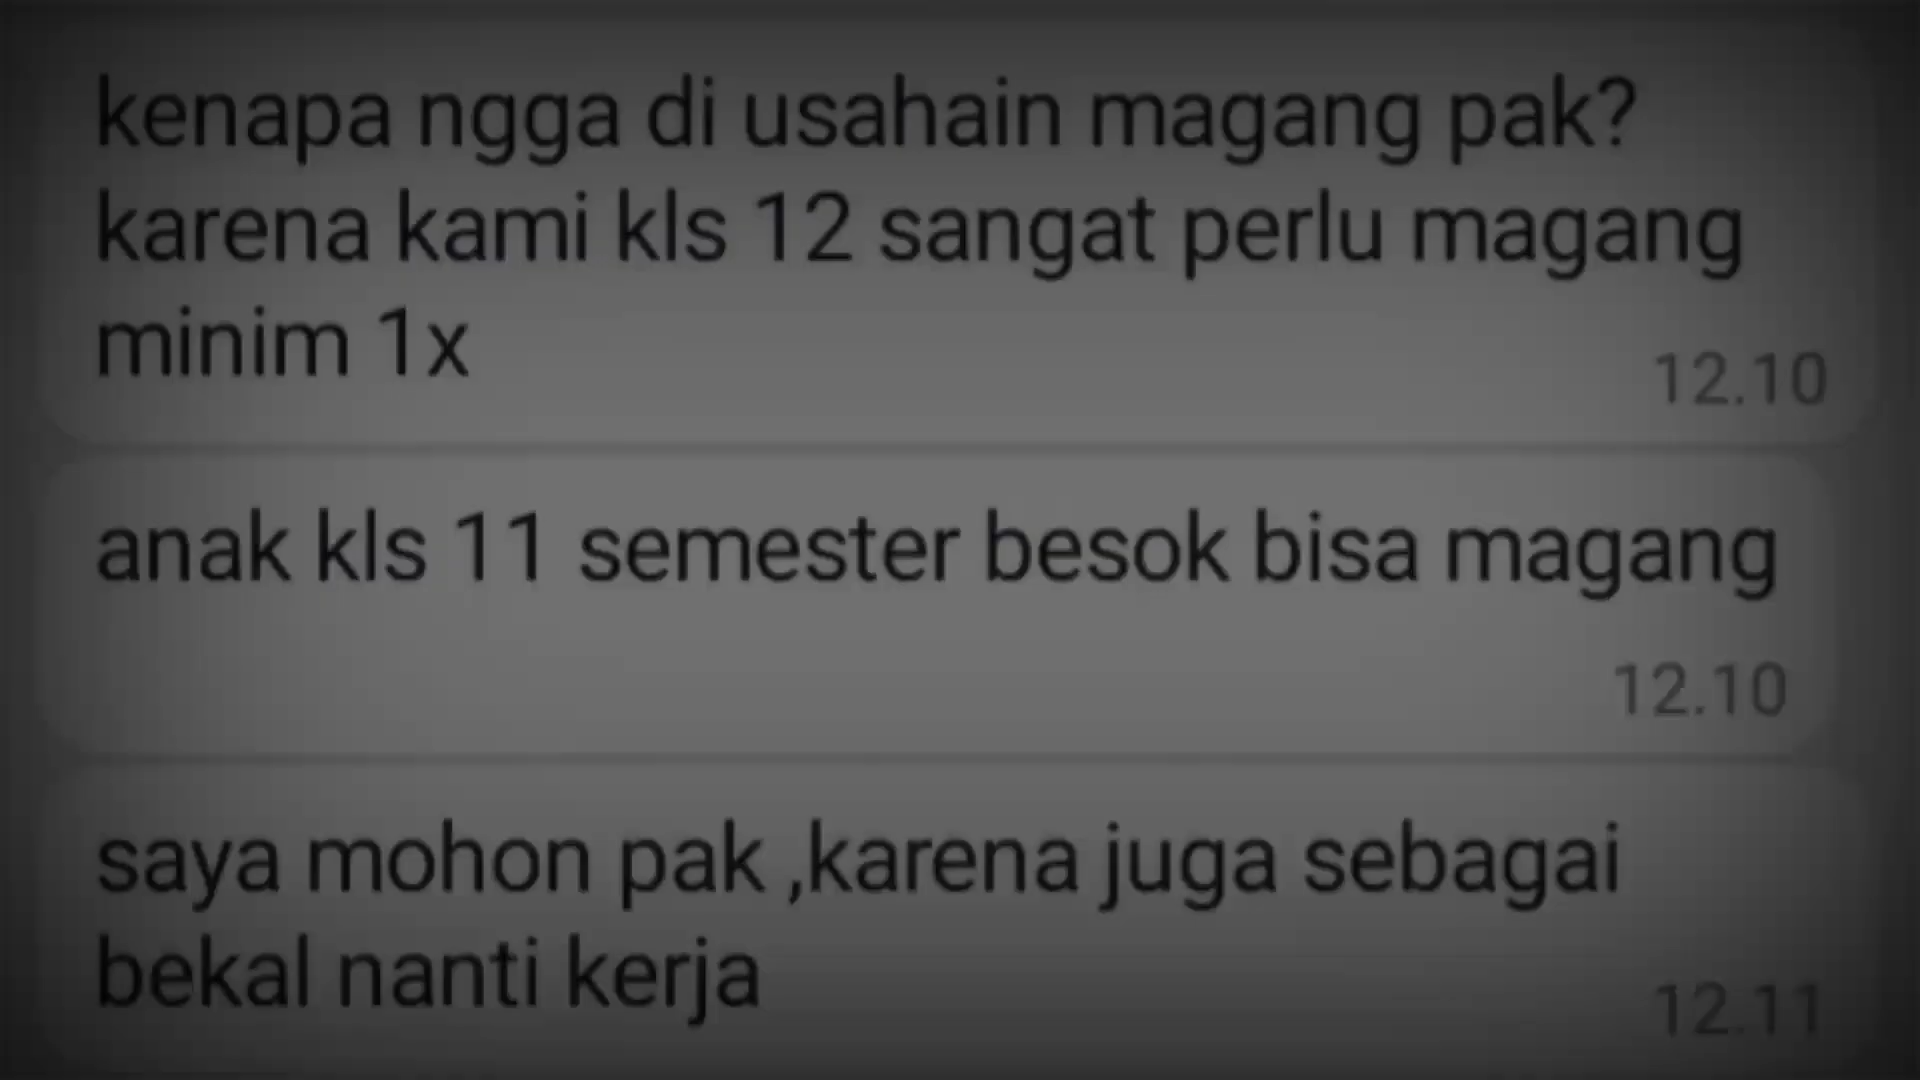 kenapa ngga di usahain magang pak?
karena kami kls 12 sangat perlu magang
minim 1x
12.10
anak kls 11 semester besok bisa magang
12.10
saya mohon pak ,karena juga sebagai
bekal nanti kerja
12.11